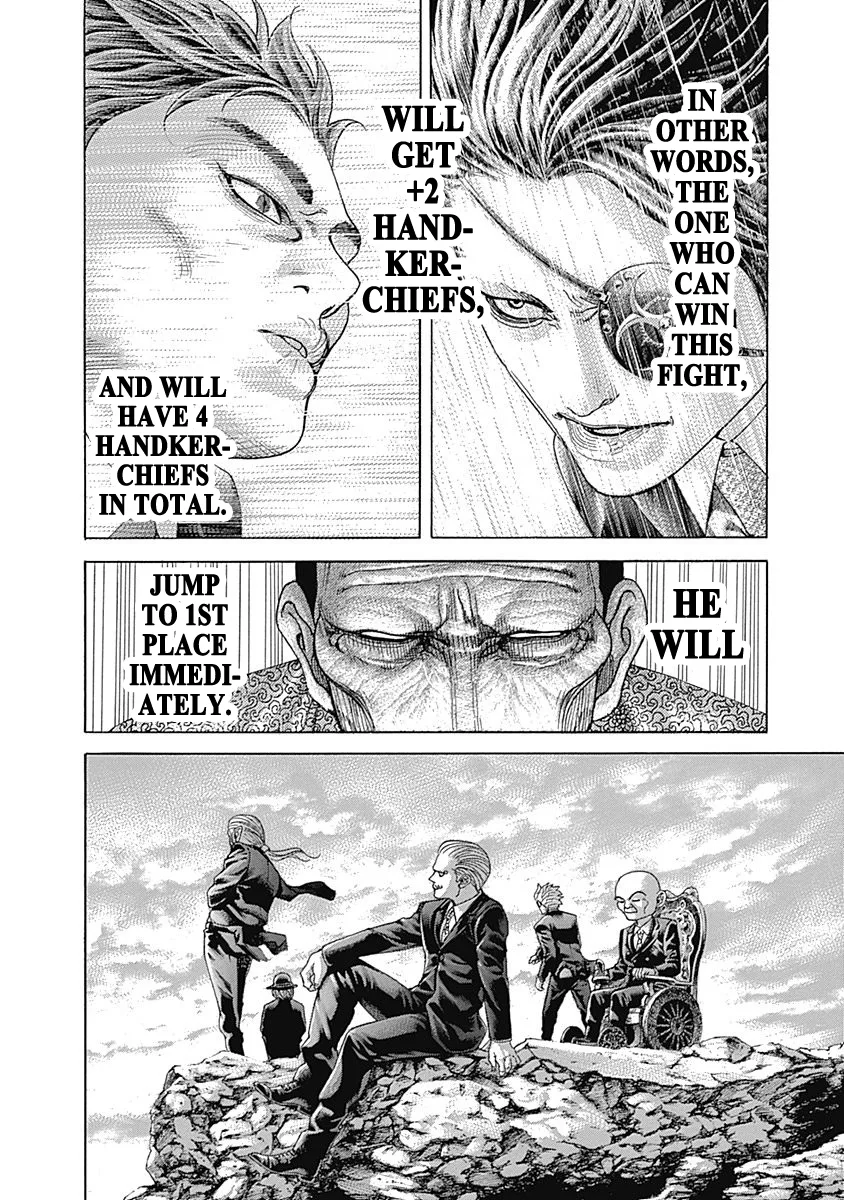 IN
OTHER
WORDS,
THE
ONE
WHO
CAN
WIN
THIS
FIGHT,
WILL
GET
+2
HAND-
KER-
CHIEFS,
AND WILL
HAVE 4
HANDKER-
CHIEFS
IN TOTAL.
HE
WILL
JUMP
TO 1ST
PLACE
IMMEDI-
ATELY.